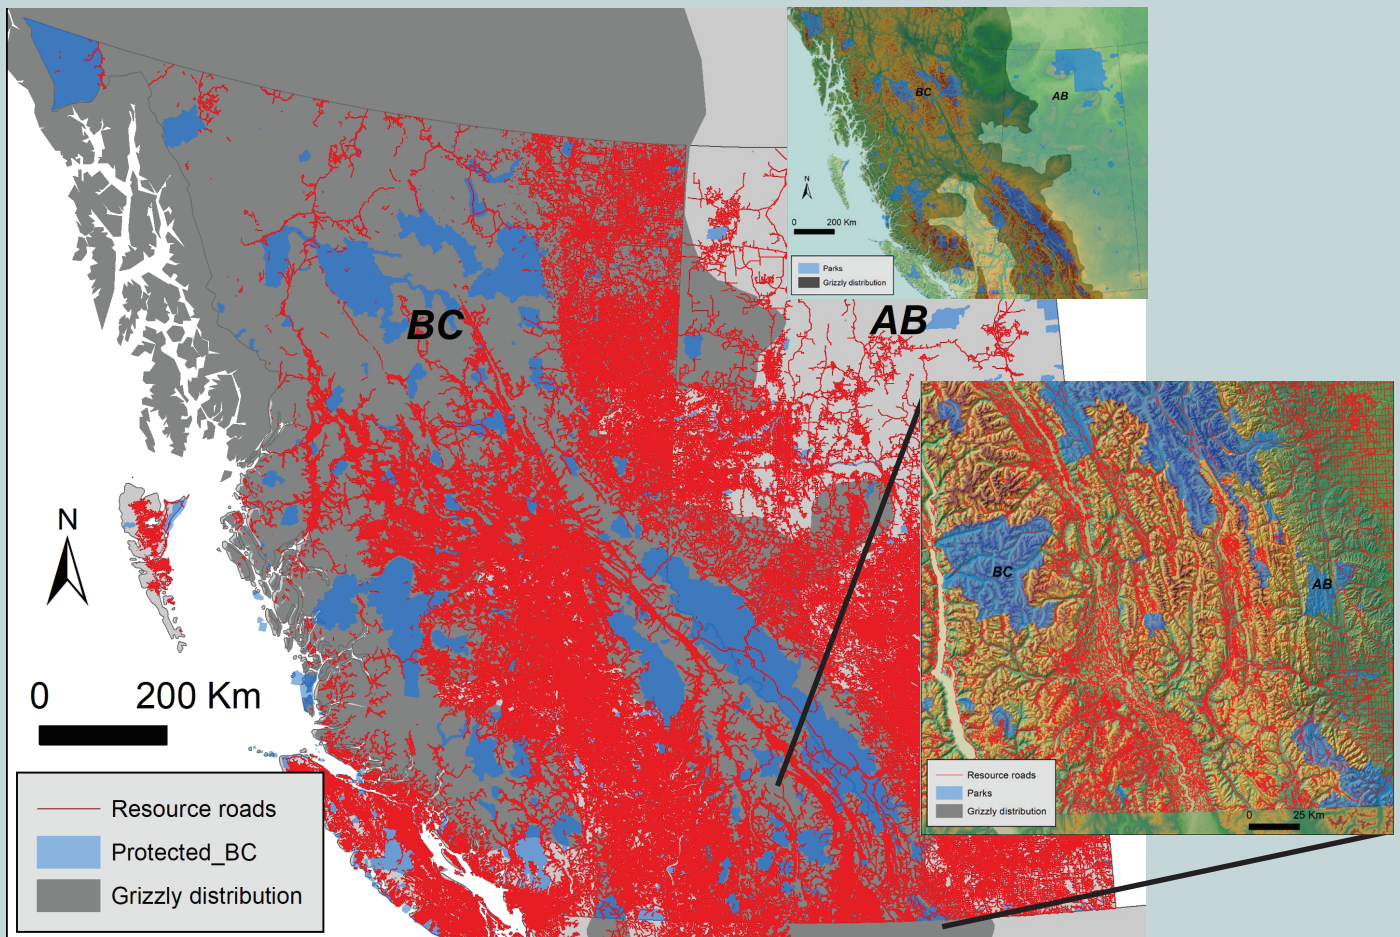 BC
AB
N
0 200 Km
Resource roads
Protected_BC
Grizzly distribution
BC
AB
N
0 200 Km
Parks
Grizzly distribution
BC
AB
Resource roads
Parks
Grizzly distribution
0 25 Km